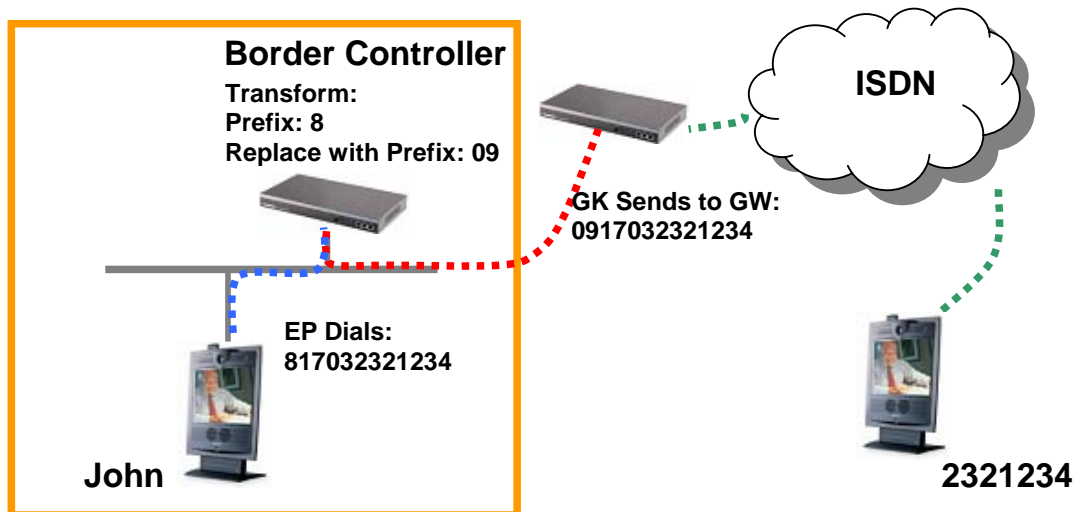 Border Controller
Transform:
Prefix: 8
Replace with Prefix: 09
ISDN
GK Sends to GW:
0917032321234
EP Dials:
817032321234
John
2321234